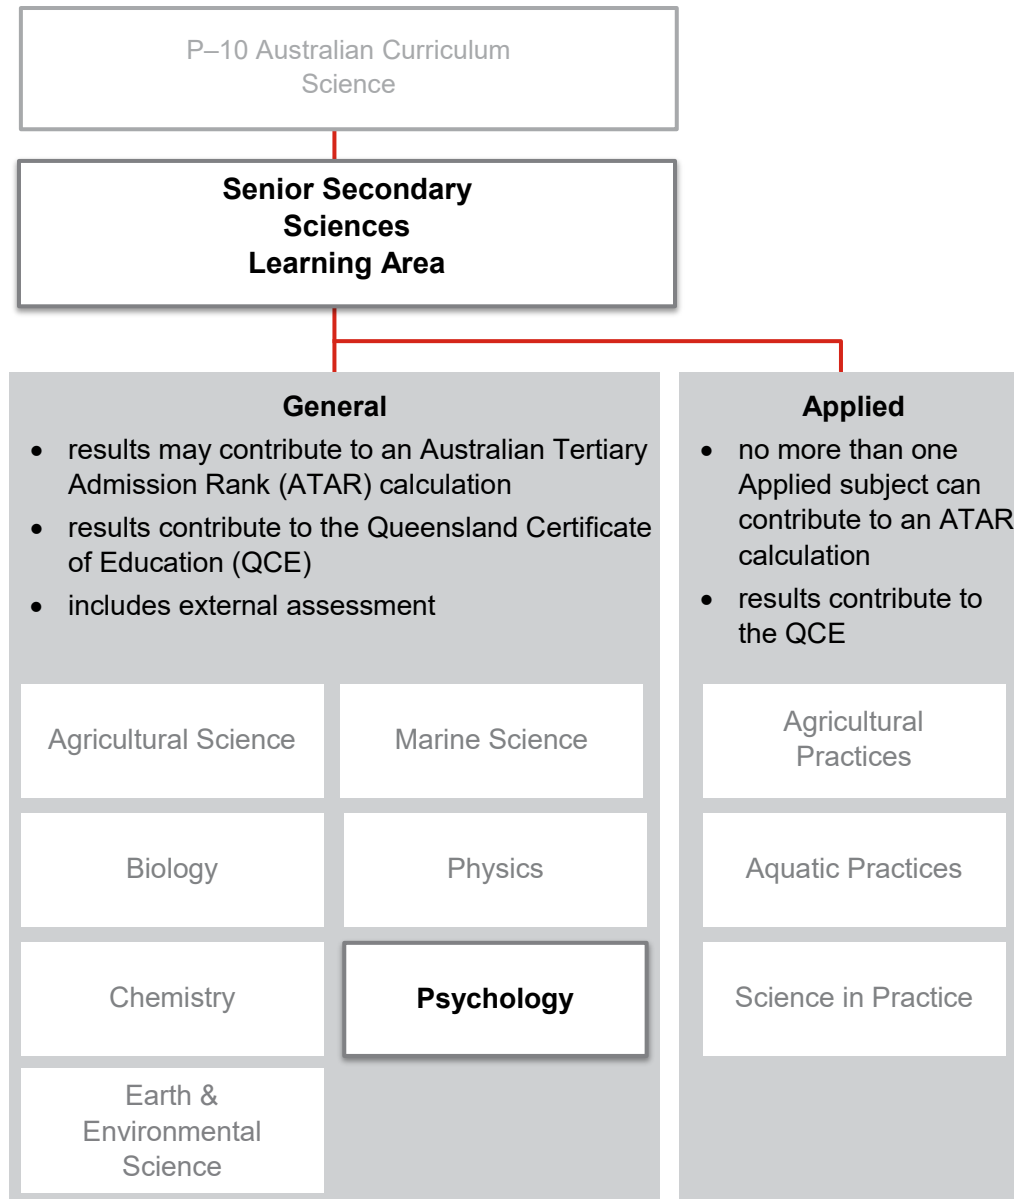 P–10 Australian Curriculum
Science
Senior Secondary
Sciences
Learning Area
General
• results may contribute to an Australian Tertiary
Admission Rank (ATAR) calculation
• results contribute to the Queensland Certificate
of Education (QCE)
• includes external assessment
Agricultural Science
Marine Science
Biology
Physics
Chemistry
Psychology
Earth &
Environmental
Science
Applied
• no more than one
Applied subject can
contribute to an ATAR
calculation
• results contribute to
the QCE
Agricultural
Practices
Aquatic Practices
Science in Practice